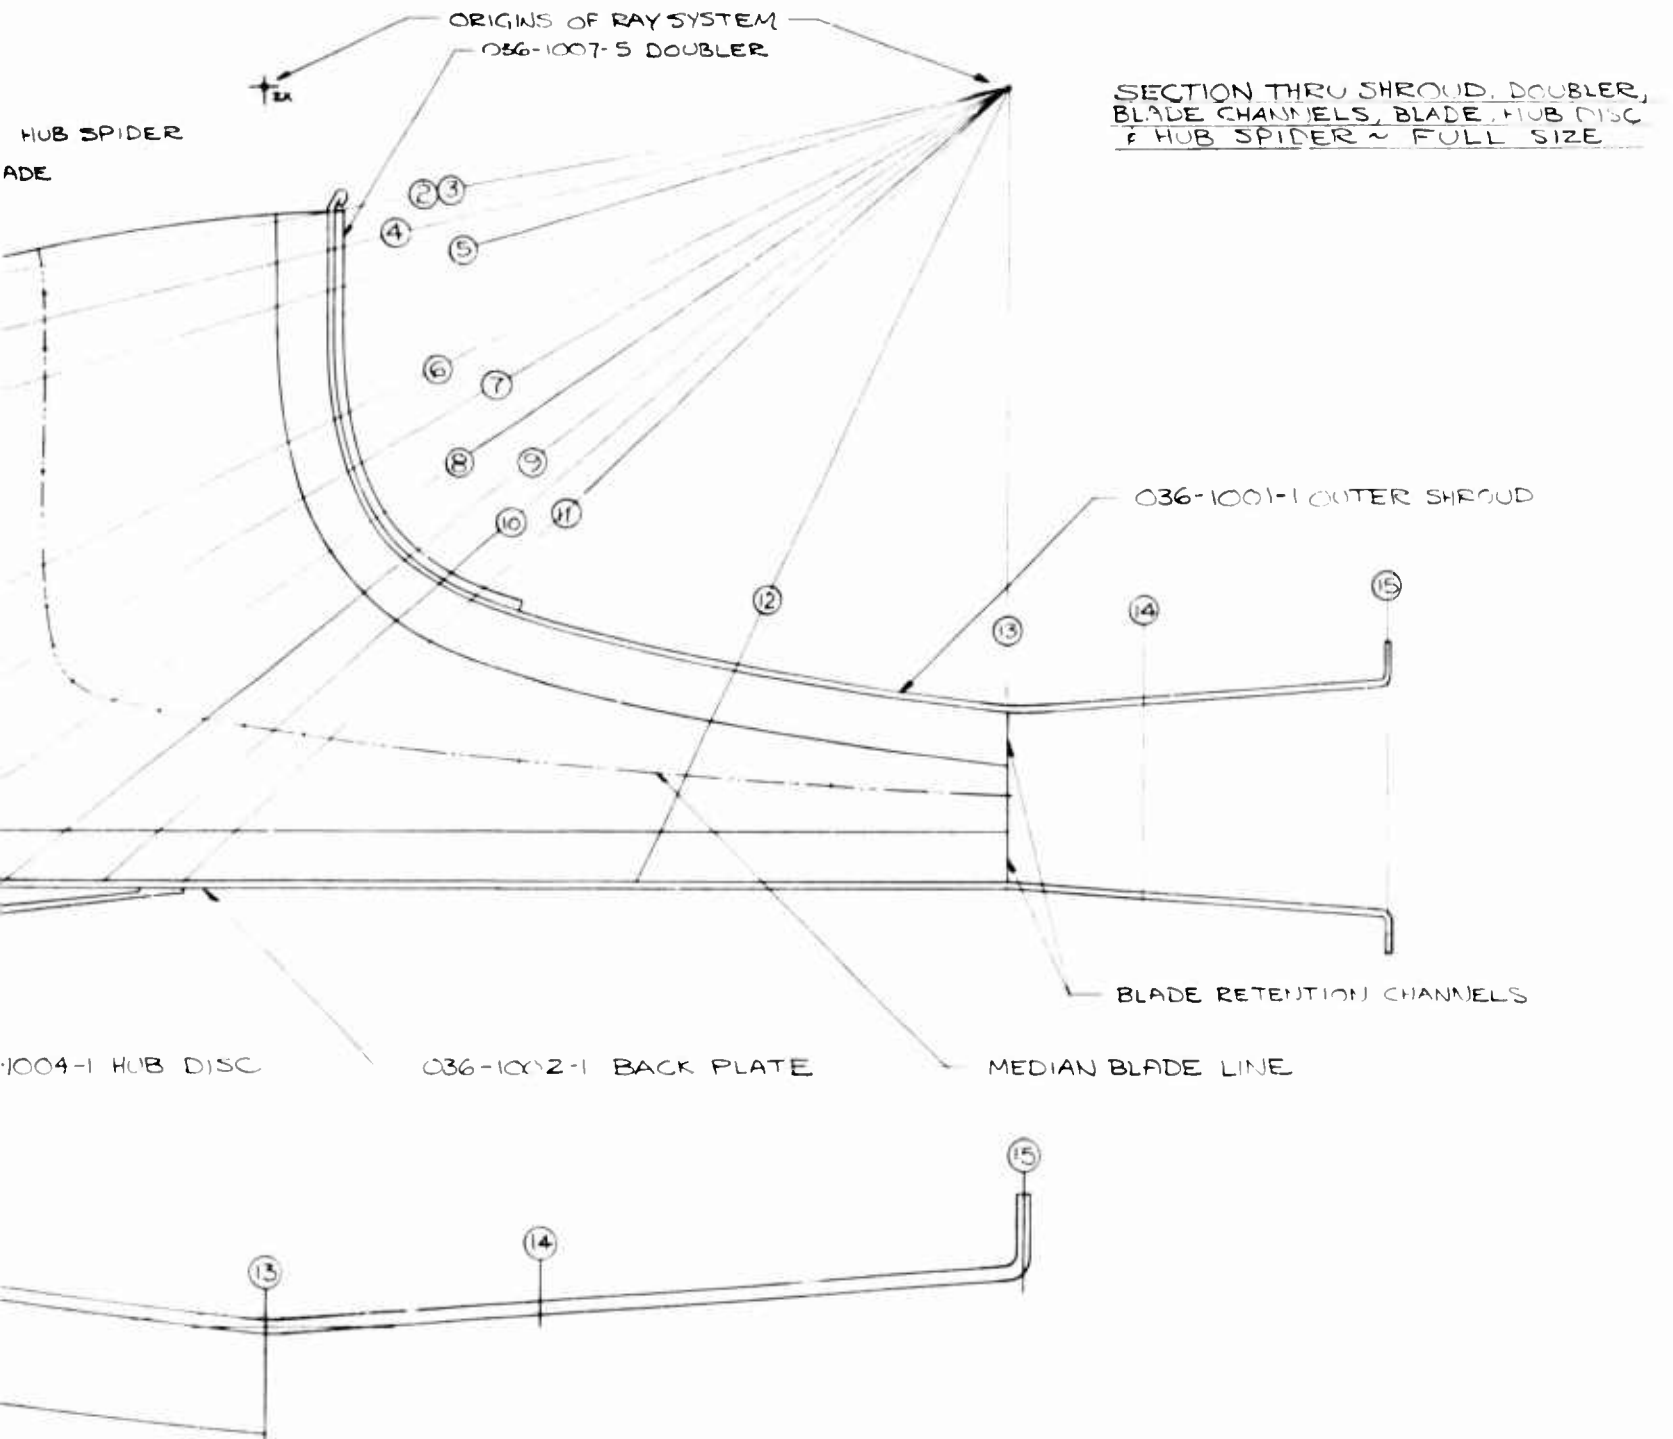 ORIGINS OF RAY SYSTEM
036-1007-5 DOUBLER
SECTION THRU SHROUD, DOUBLER,
BLADE CHANNELS, BLADE, HUB DISC
& HUB SPIDER ~ FULL SIZE
HUB SPIDER
ADE
2 3
4
5
6
7
8
9
10
11
036-1001-1 OUTER SHROUD
12
13
14
15
BLADE RETENTION CHANNELS
-1004-1 HUB DISC
036-1002-1 BACK PLATE
MEDIAN BLADE LINE
15
14
13